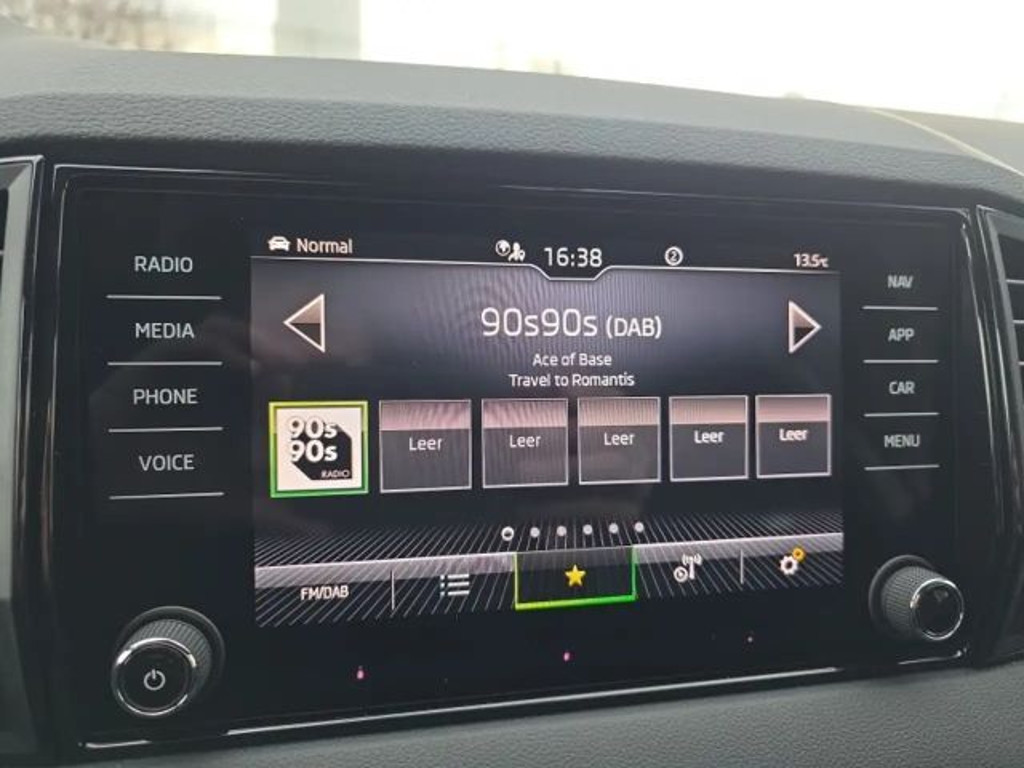 RADIO
MEDIA
PHONE
VOICE
Normal
16:38
2
13.5°C
90s90s (DAB)
Ace of Base
Travel to Romantis
90s
90s
RADIO
Leer
Leer
Leer
Leer
Leer
FM/DAB
NAV
APP
CAR
MENU